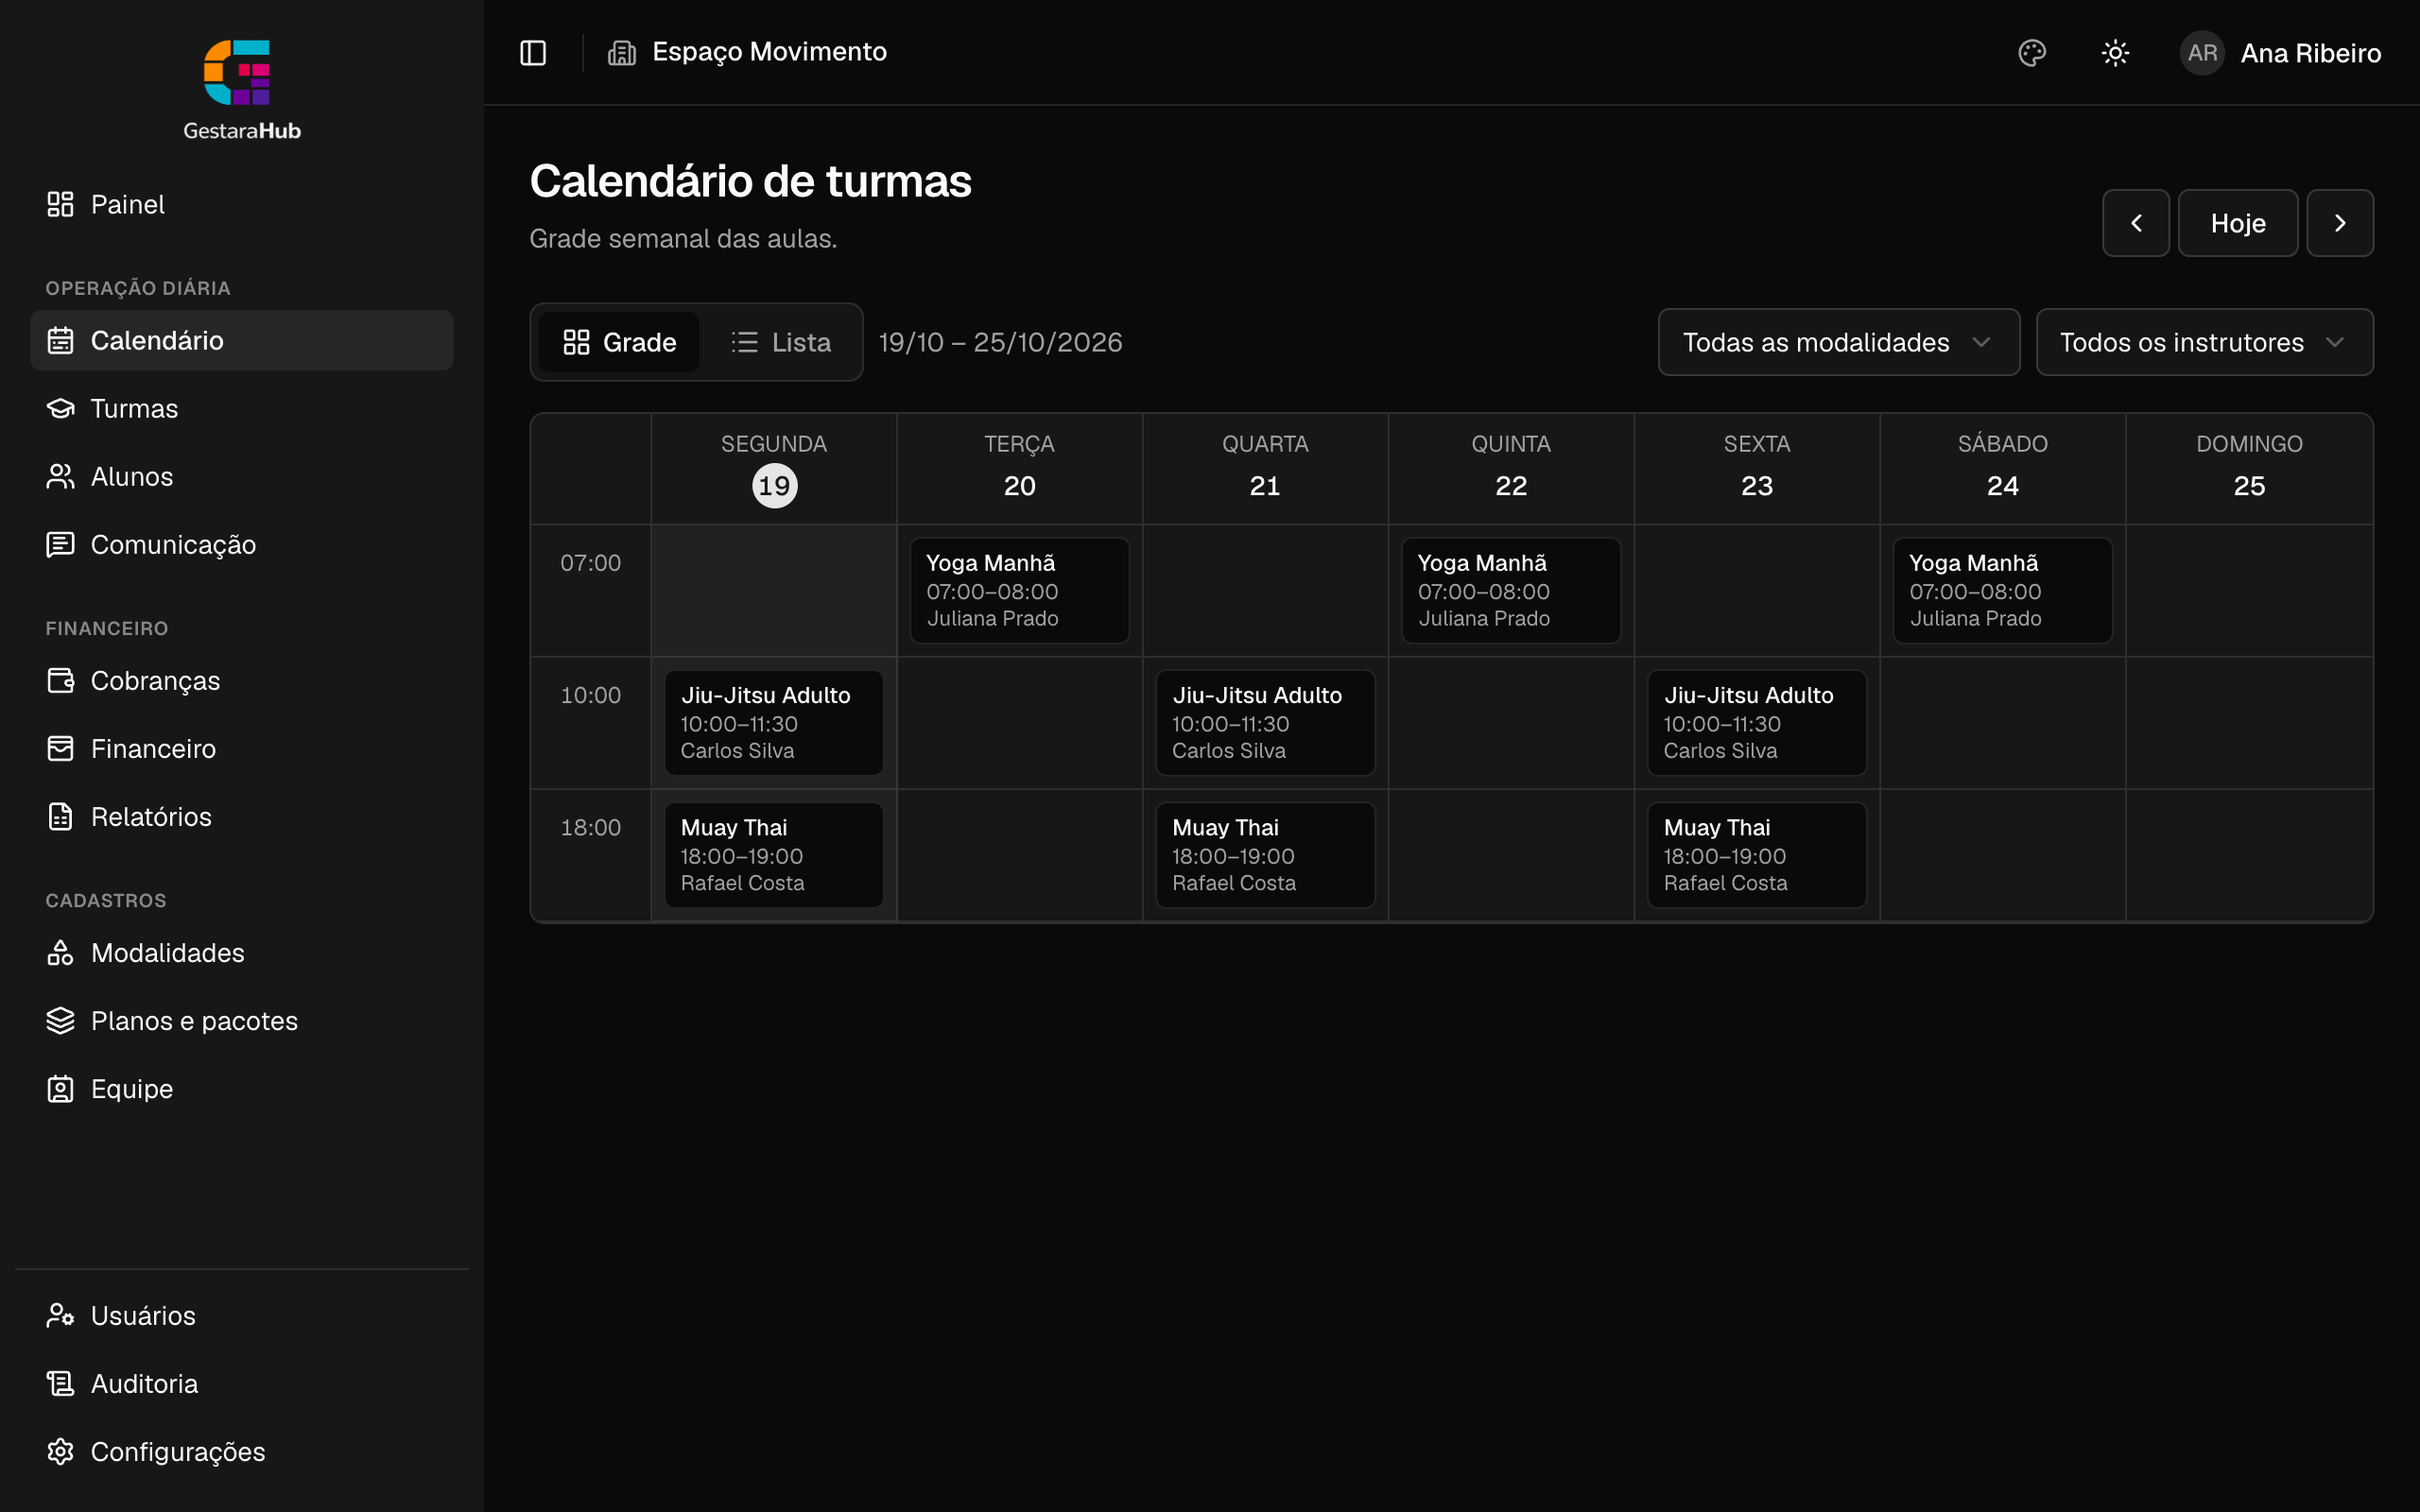 GestaraHub
Painel
OPERAÇÃO DIÁRIA
Calendário
Turmas
Alunos
Comunicação
FINANCEIRO
Cobranças
Financeiro
Relatórios
CADASTROS
Modalidades
Planos e pacotes
Equipe
Usuários
Auditoria
Configurações
Espaço Movimento
AR Ana Ribeiro
Calendário de turmas
Grade semanal das aulas.
Hoje
Grade Lista 19/10 – 25/10/2026
Todas as modalidades Todos os instrutores
SEGUNDA TERÇA QUARTA QUINTA SEXTA SÁBADO DOMINGO
19 20 21 22 23 24 25
07:00
Yoga Manhã
07:00–08:00
Juliana Prado
Yoga Manhã
07:00–08:00
Juliana Prado
Yoga Manhã
07:00–08:00
Juliana Prado
10:00
Jiu-Jitsu Adulto
10:00–11:30
Carlos Silva
Jiu-Jitsu Adulto
10:00–11:30
Carlos Silva
Jiu-Jitsu Adulto
10:00–11:30
Carlos Silva
18:00
Muay Thai
18:00–19:00
Rafael Costa
Muay Thai
18:00–19:00
Rafael Costa
Muay Thai
18:00–19:00
Rafael Costa